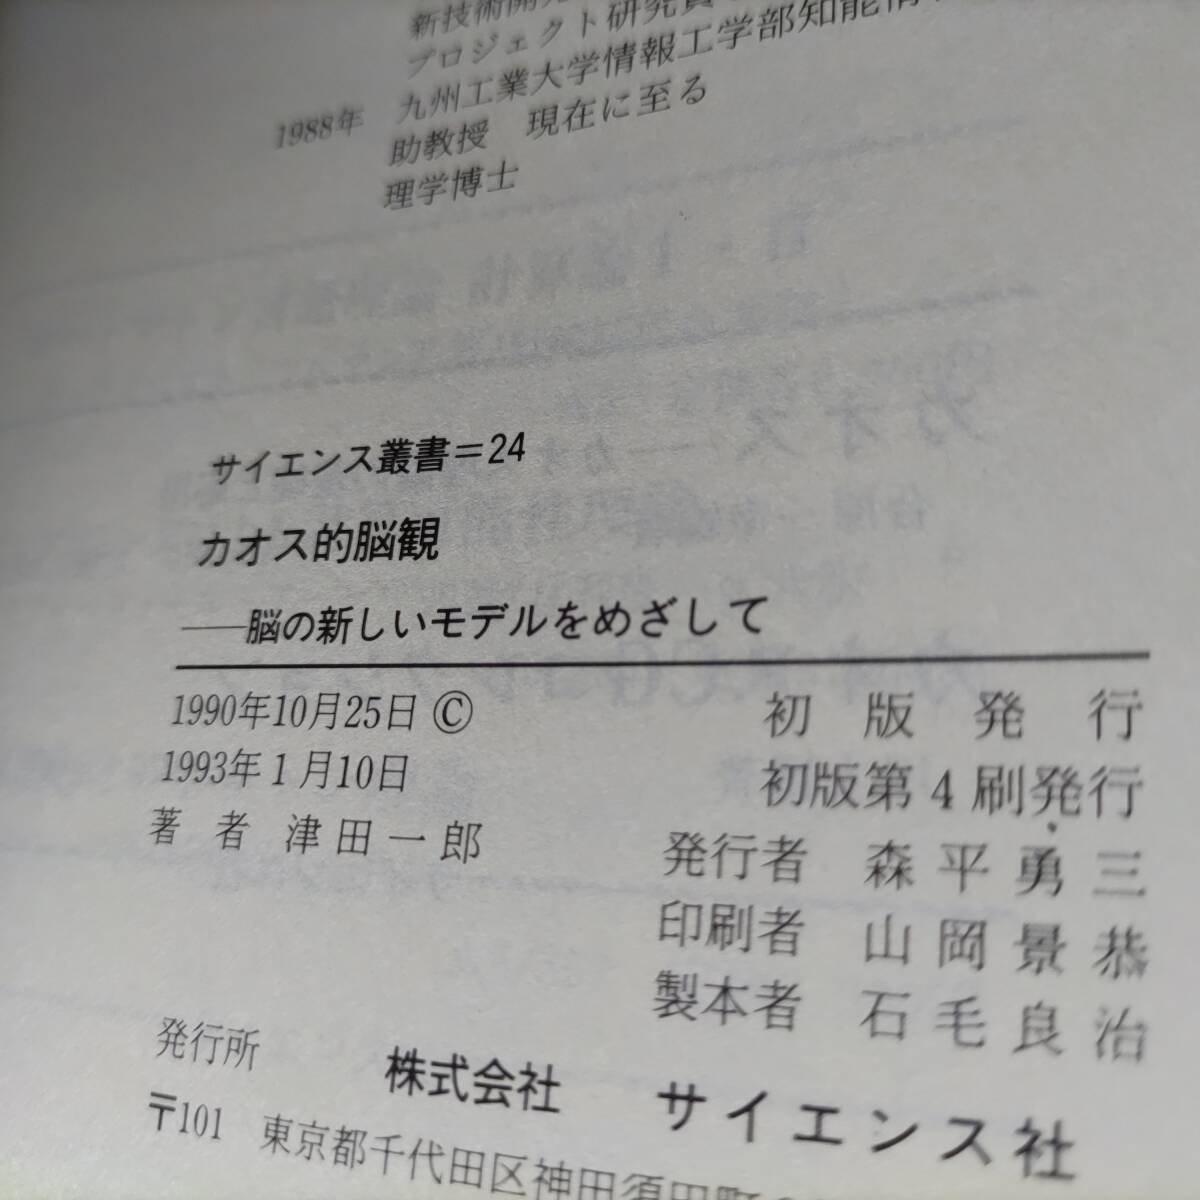 新技術開発
プロジェクト研究員
1988年 九州工業大学情報工学部知能情
助教授 現在に至る
理学博士
サイエンス叢書＝24
カオス的脳観
――脳の新しいモデルをめざして
1990年10月25日 © 初版発行
1993年1月10日 初版第4刷発行
著者 津田一郎 発行者 森平勇三
印刷者 山岡景恭
製本者 石毛良治
発行所 株式会社 サイエンス社
〒101 東京都千代田区神田須田町